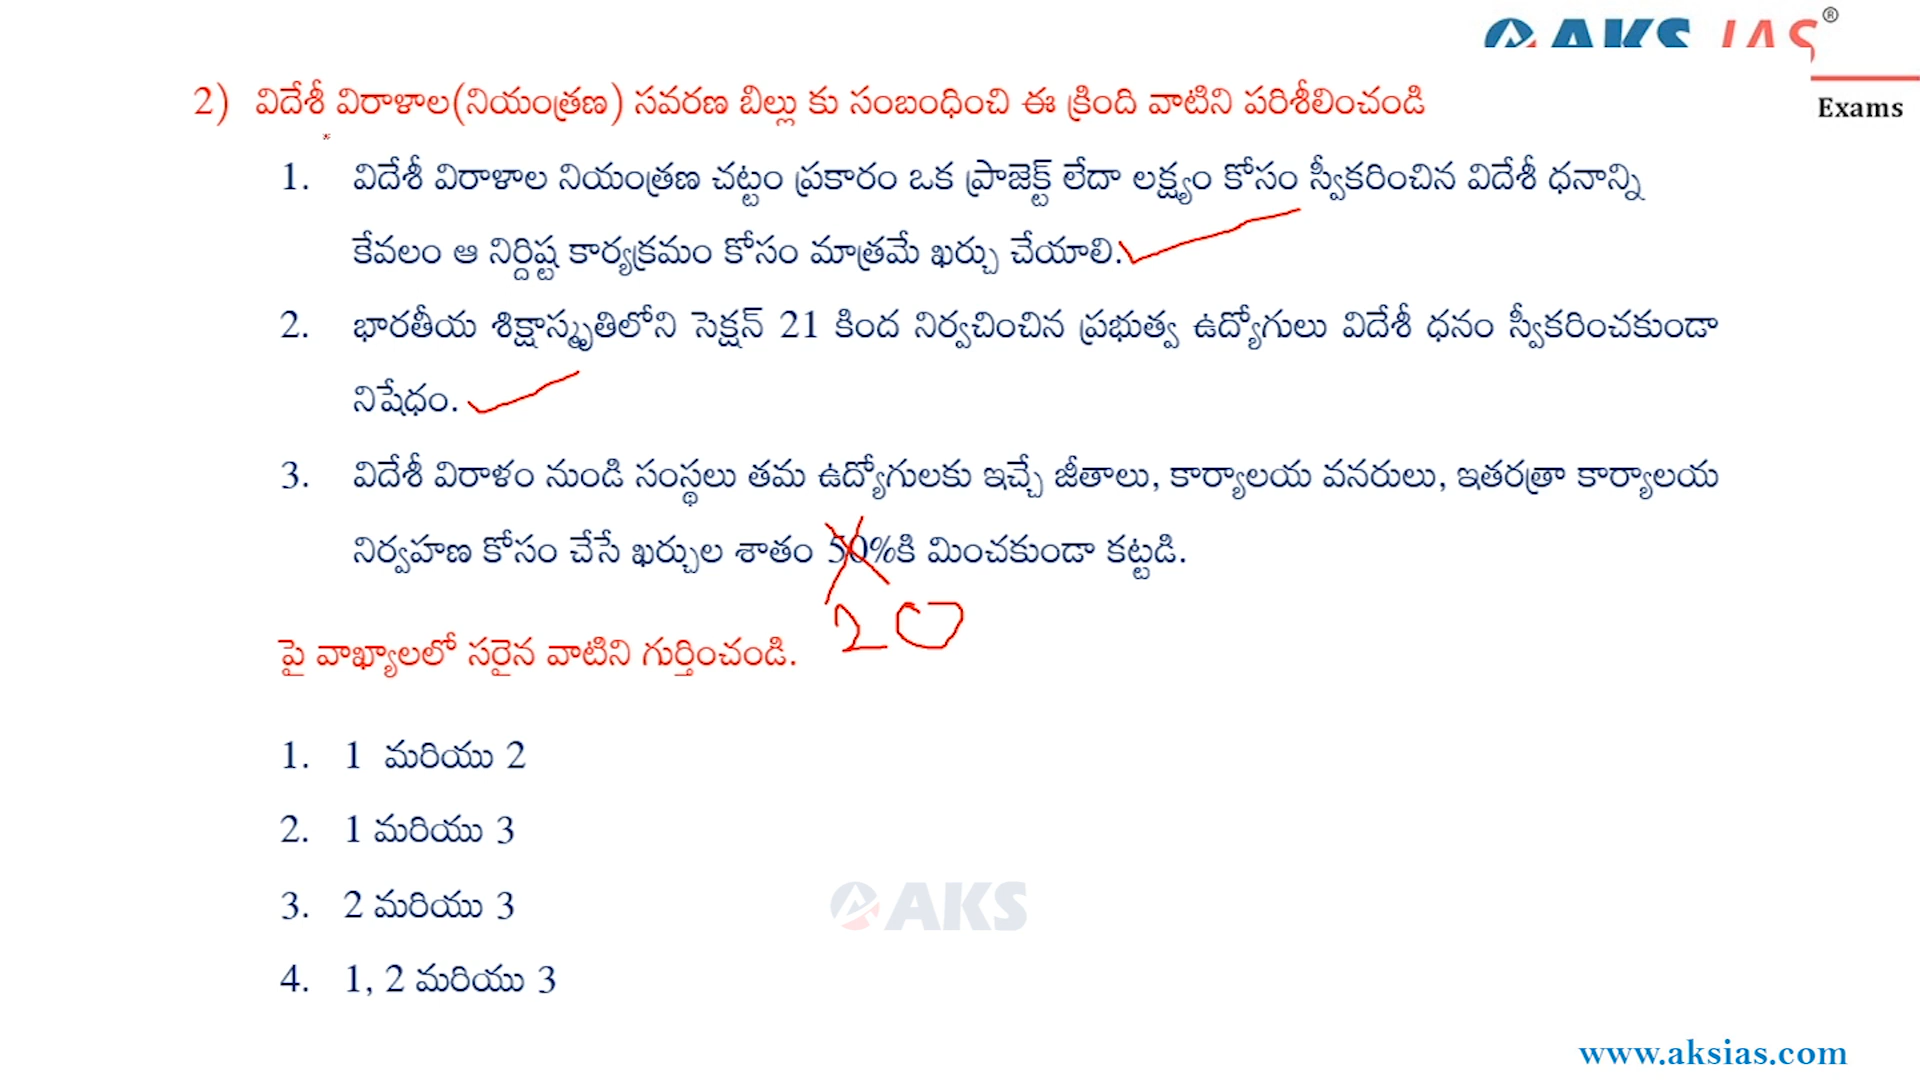 AKS IAS®
Exams
2) విదేశీ విరాళాల(నియంత్రణ) సవరణ బిల్లు కు సంబంధించి ఈ క్రింది వాటిని పరిశీలించండి
1. విదేశీ విరాళాల నియంత్రణ చట్టం ప్రకారం ఒక ప్రాజెక్ట్ లేదా లక్ష్యం కోసం స్వీకరించిన విదేశీ ధనాన్ని
కేవలం ఆ నిర్దిష్ట కార్యక్రమం కోసం మాత్రమే ఖర్చు చేయాలి.
2. భారతీయ శిక్షాస్మృతిలోని సెక్షన్ 21 కింద నిర్వచించిన ప్రభుత్వ ఉద్యోగులు విదేశీ ధనం స్వీకరించకుండా
నిషేధం.
3. విదేశీ విరాళం నుండి సంస్థలు తమ ఉద్యోగులకు ఇచ్చే జీతాలు, కార్యాలయ వనరులు, ఇతరత్రా కార్యాలయ
నిర్వహణ కోసం చేసే ఖర్చుల శాతం 50%కి మించకుండా కట్టడి.
20
పై వాఖ్యాలలో సరైన వాటిని గుర్తించండి.
1. 1 మరియు 2
2. 1 మరియు 3
3. 2 మరియు 3
4. 1, 2 మరియు 3
AKS
www.aksias.com